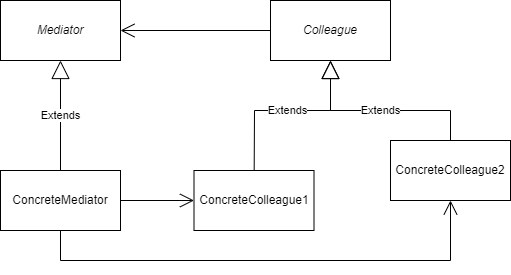 Mediator
Colleague
Extends
Extends
Extends
ConcreteMediator
ConcreteColleague1
ConcreteColleague2